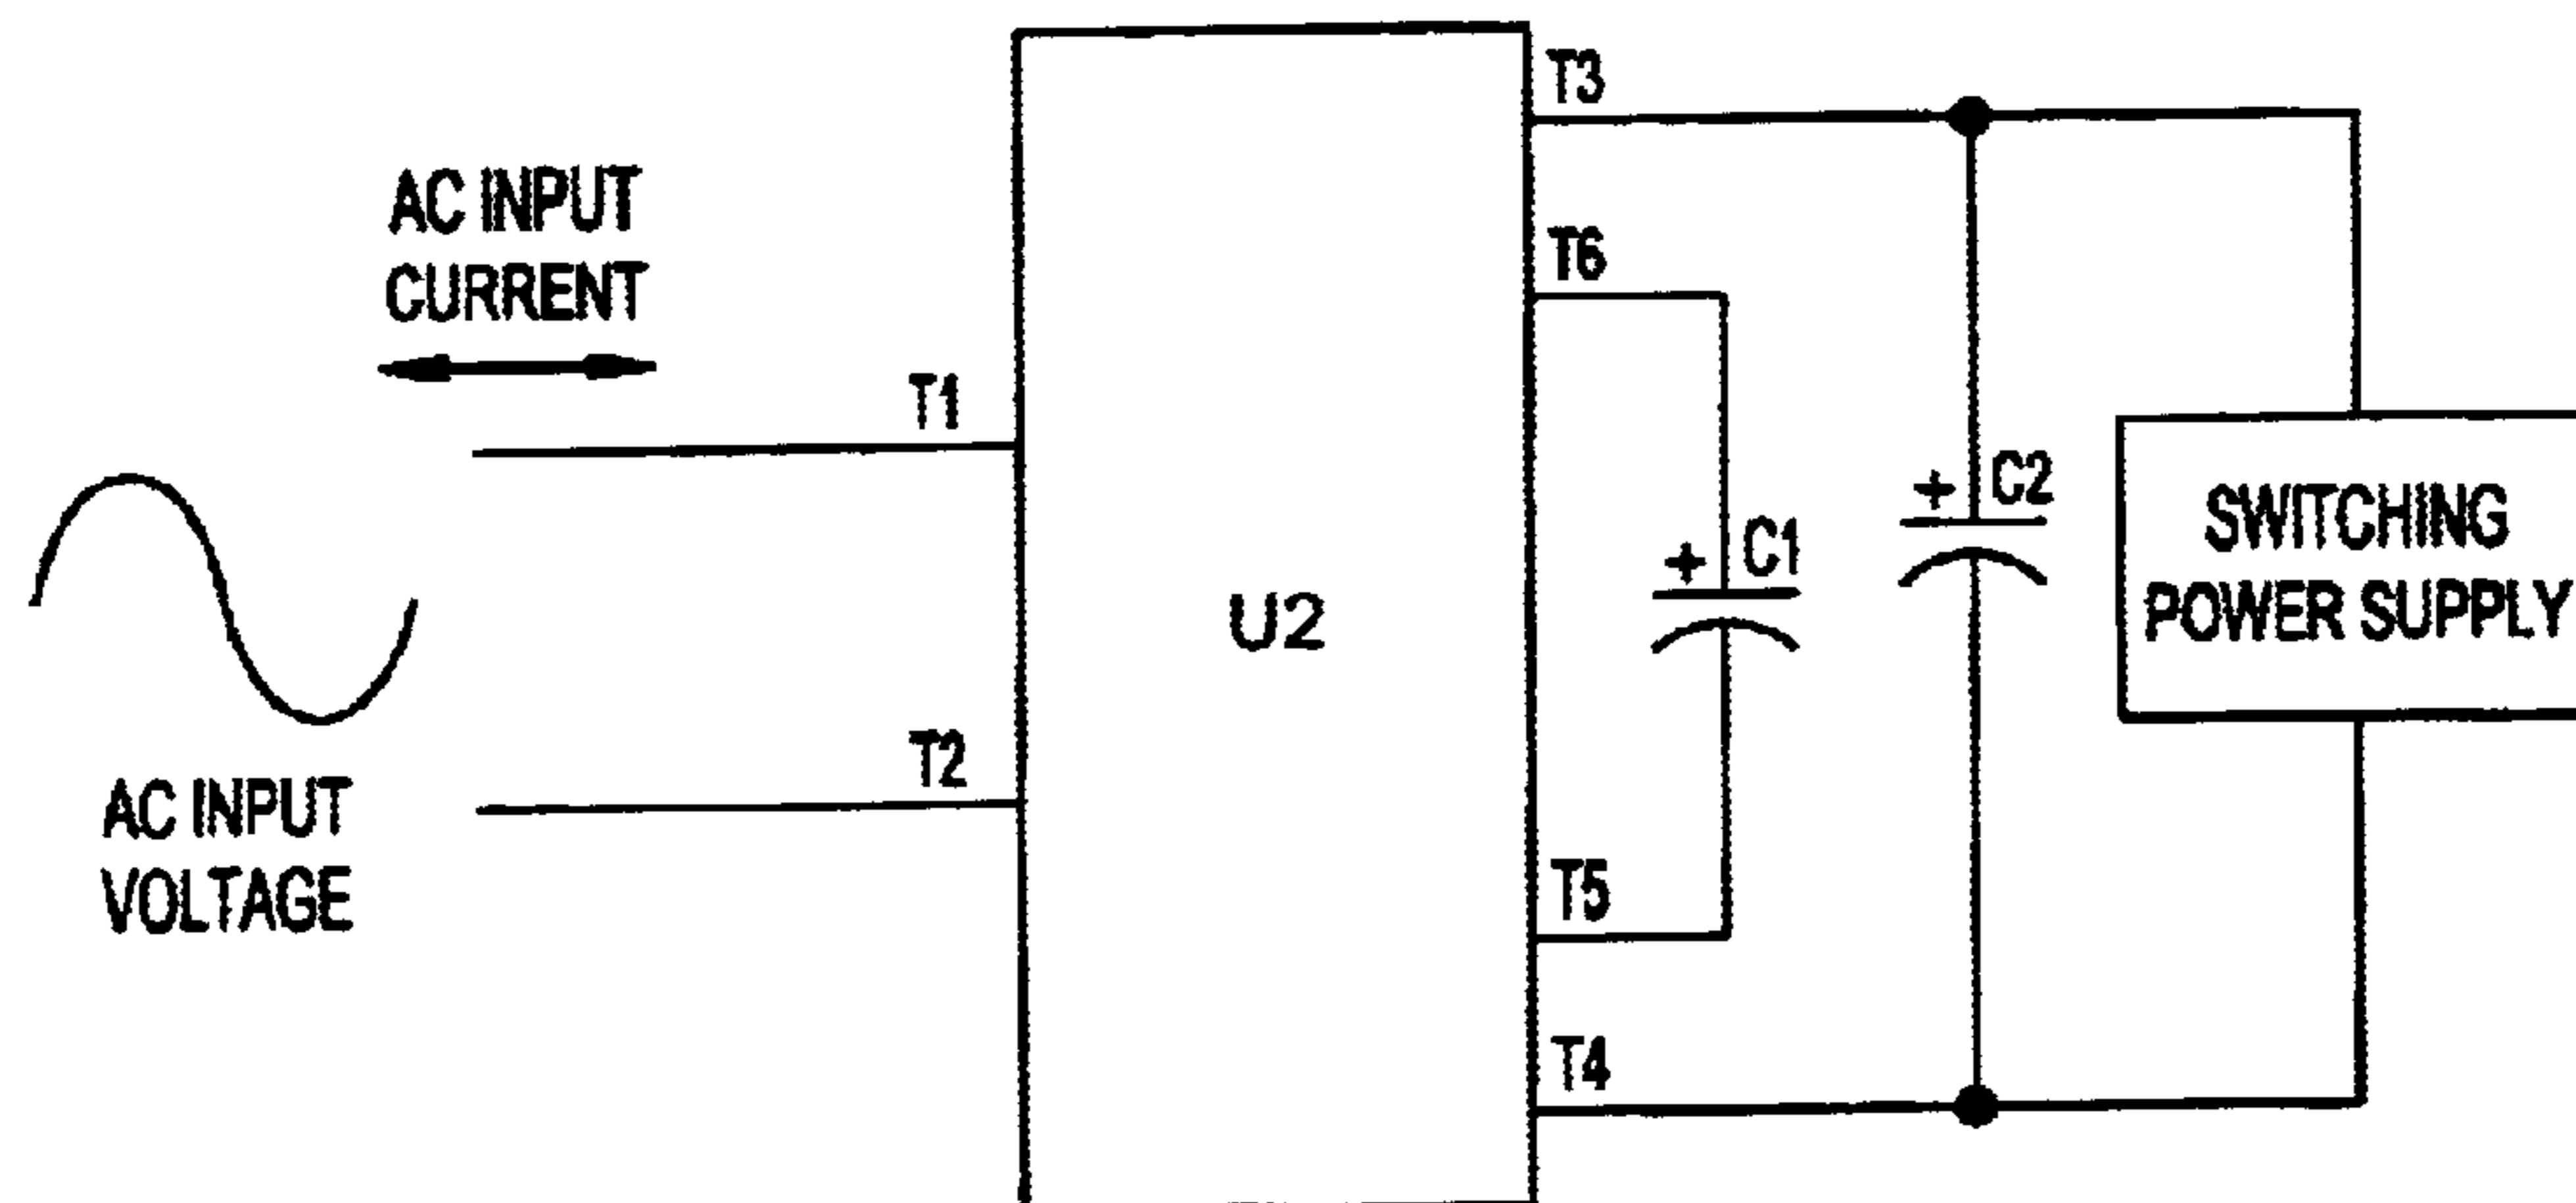 T3
AC INPUT
CURRENT
T6
T1
+ C2
+ C1
SWITCHING
POWER SUPPLY
U2
T2
AC INPUT
VOLTAGE
T5
T4